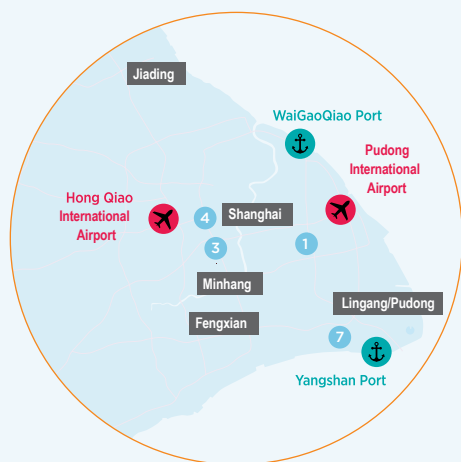 Jiading
WaiGaoQiao Port
Pudong
International
Airport
Hong Qiao
International
Airport
4
Shanghai
3
1
Minhang
Lingang/Pudong
Fengxian
7
Yangshan Port